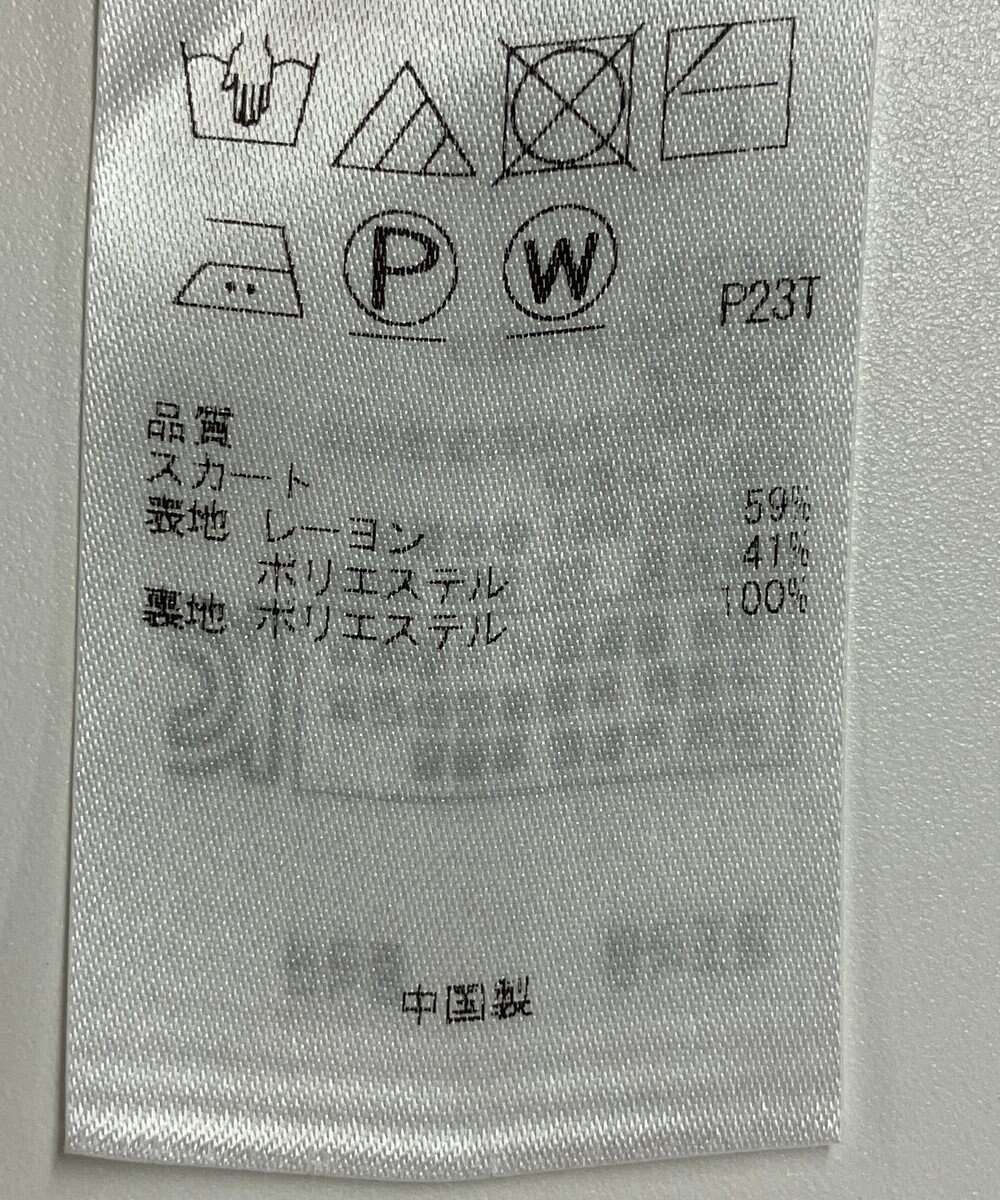 P W
P23T
品質
スカート
表地 レーヨン 59%
ポリエステル 41%
裏地 ポリエステル 100%
中国製